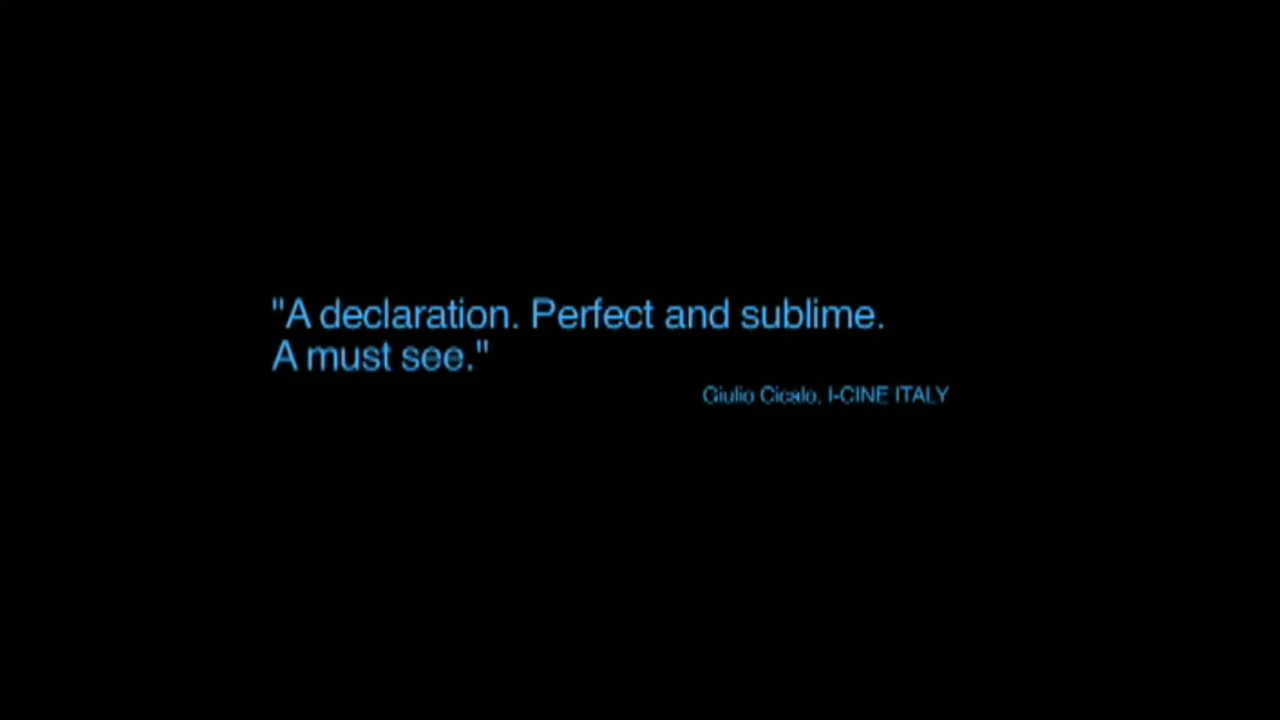 "A declaration. Perfect and sublime.
A must see."
Giulio Cicalo, I-CINE ITALY